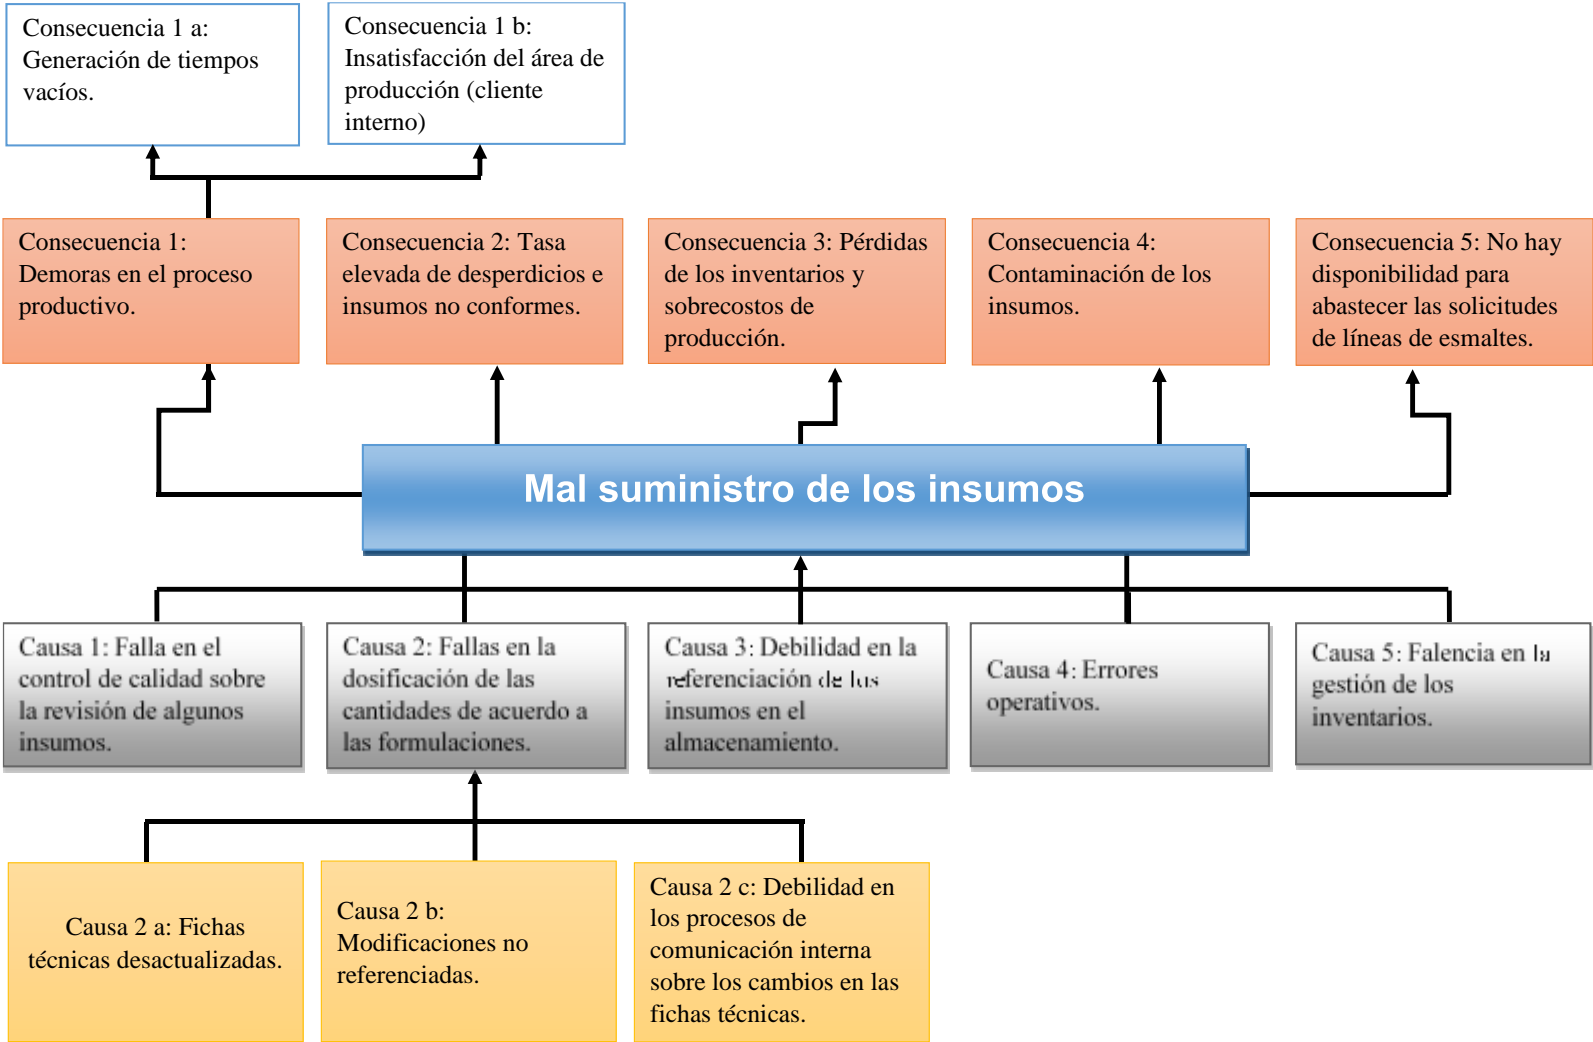 Consecuencia 1 a:
Generación de tiempos
vacíos.
Consecuencia 1 b:
Insatisfacción del área de
producción (cliente
interno)
Consecuencia 1:
Demoras en el proceso
productivo.
Consecuencia 2: Tasa
elevada de desperdicios e
insumos no conformes.
Consecuencia 3: Pérdidas
de los inventarios y
sobrecostos de
producción.
Consecuencia 4:
Contaminación de los
insumos.
Consecuencia 5: No hay
disponibilidad para
abastecer las solicitudes
de líneas de esmaltes.
Mal suministro de los insumos
Causa 1: Falla en el
control de calidad sobre
la revisión de algunos
insumos.
Causa 2: Fallas en la
dosificación de las
cantidades de acuerdo a
las formulaciones.
Causa 3: Debilidad en la
referenciación de los
insumos en el
almacenamiento.
Causa 4: Errores
operativos.
Causa 5: Falencia en la
gestión de los
inventarios.
Causa 2 a: Fichas
técnicas desactualizadas.
Causa 2 b:
Modificaciones no
referenciadas.
Causa 2 c: Debilidad en
los procesos de
comunicación interna
sobre los cambios en las
fichas técnicas.